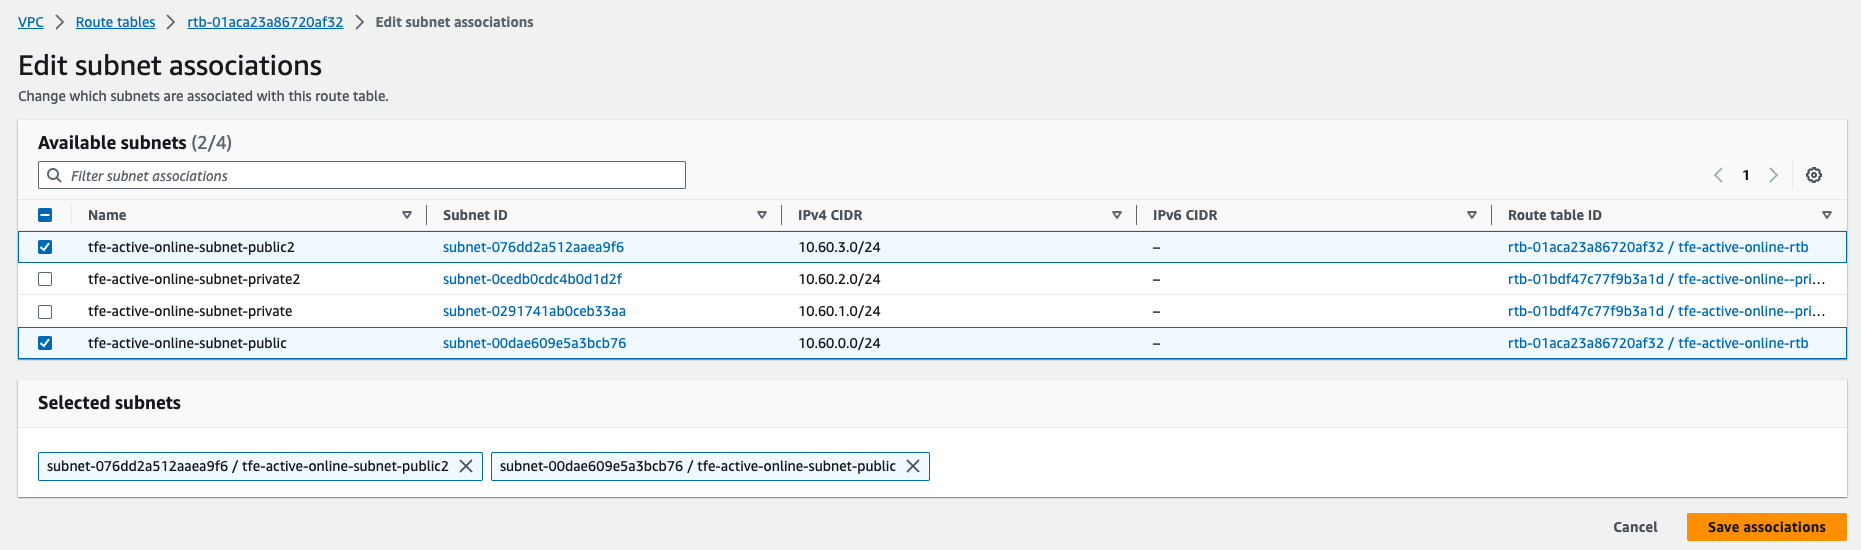 VPC > Route tables > rtb-01aca23a86720af32 > Edit subnet associations
Edit subnet associations
Change which subnets are associated with this route table.
Available subnets (2/4)
Filter subnet associations
1
Name Subnet ID IPv4 CIDR IPv6 CIDR Route table ID
tfe-active-online-subnet-public2 subnet-076dd2a512aaea9f6 10.60.3.0/24 – rtb-01aca23a86720af32 / tfe-active-online-rtb
tfe-active-online-subnet-private2 subnet-0cedb0cdc4b0d1d2f 10.60.2.0/24 – rtb-01bdf47c77f9b3a1d / tfe-active-online--pri...
tfe-active-online-subnet-private subnet-0291741ab0ceb33aa 10.60.1.0/24 – rtb-01bdf47c77f9b3a1d / tfe-active-online--pri...
tfe-active-online-subnet-public subnet-00dae609e5a3bcb76 10.60.0.0/24 – rtb-01aca23a86720af32 / tfe-active-online-rtb
Selected subnets
subnet-076dd2a512aaea9f6 / tfe-active-online-subnet-public2 subnet-00dae609e5a3bcb76 / tfe-active-online-subnet-public
Cancel Save associations